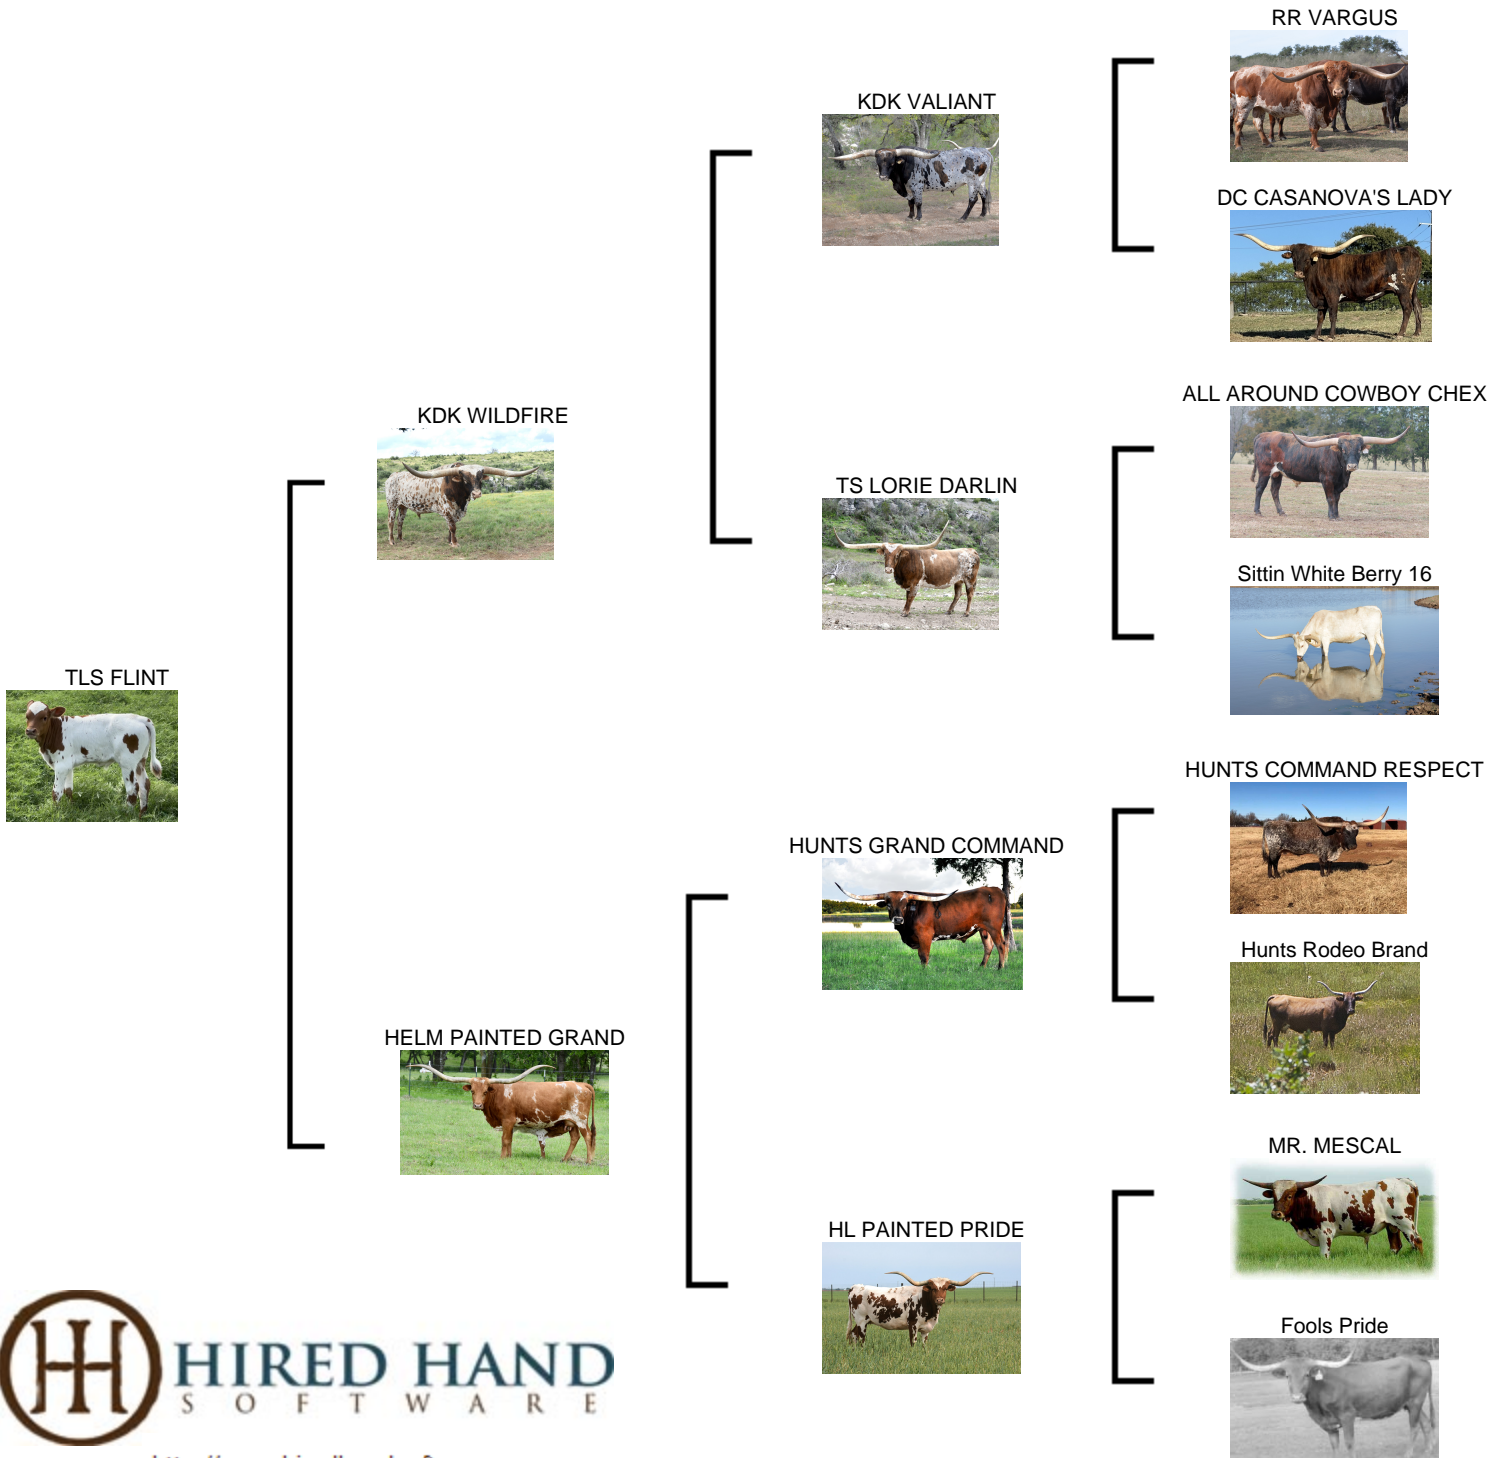 RR VARGUS
KDK VALIANT
DC CASANOVA'S LADY
KDK WILDFIRE
ALL AROUND COWBOY CHEX
TS LORIE DARLIN
Sittin White Berry 16
TLS FLINT
HUNTS COMMAND RESPECT
HUNTS GRAND COMMAND
Hunts Rodeo Brand
HELM PAINTED GRAND
MR. MESCAL
HL PAINTED PRIDE
Fools Pride
HIRED HAND
SOFTWARE